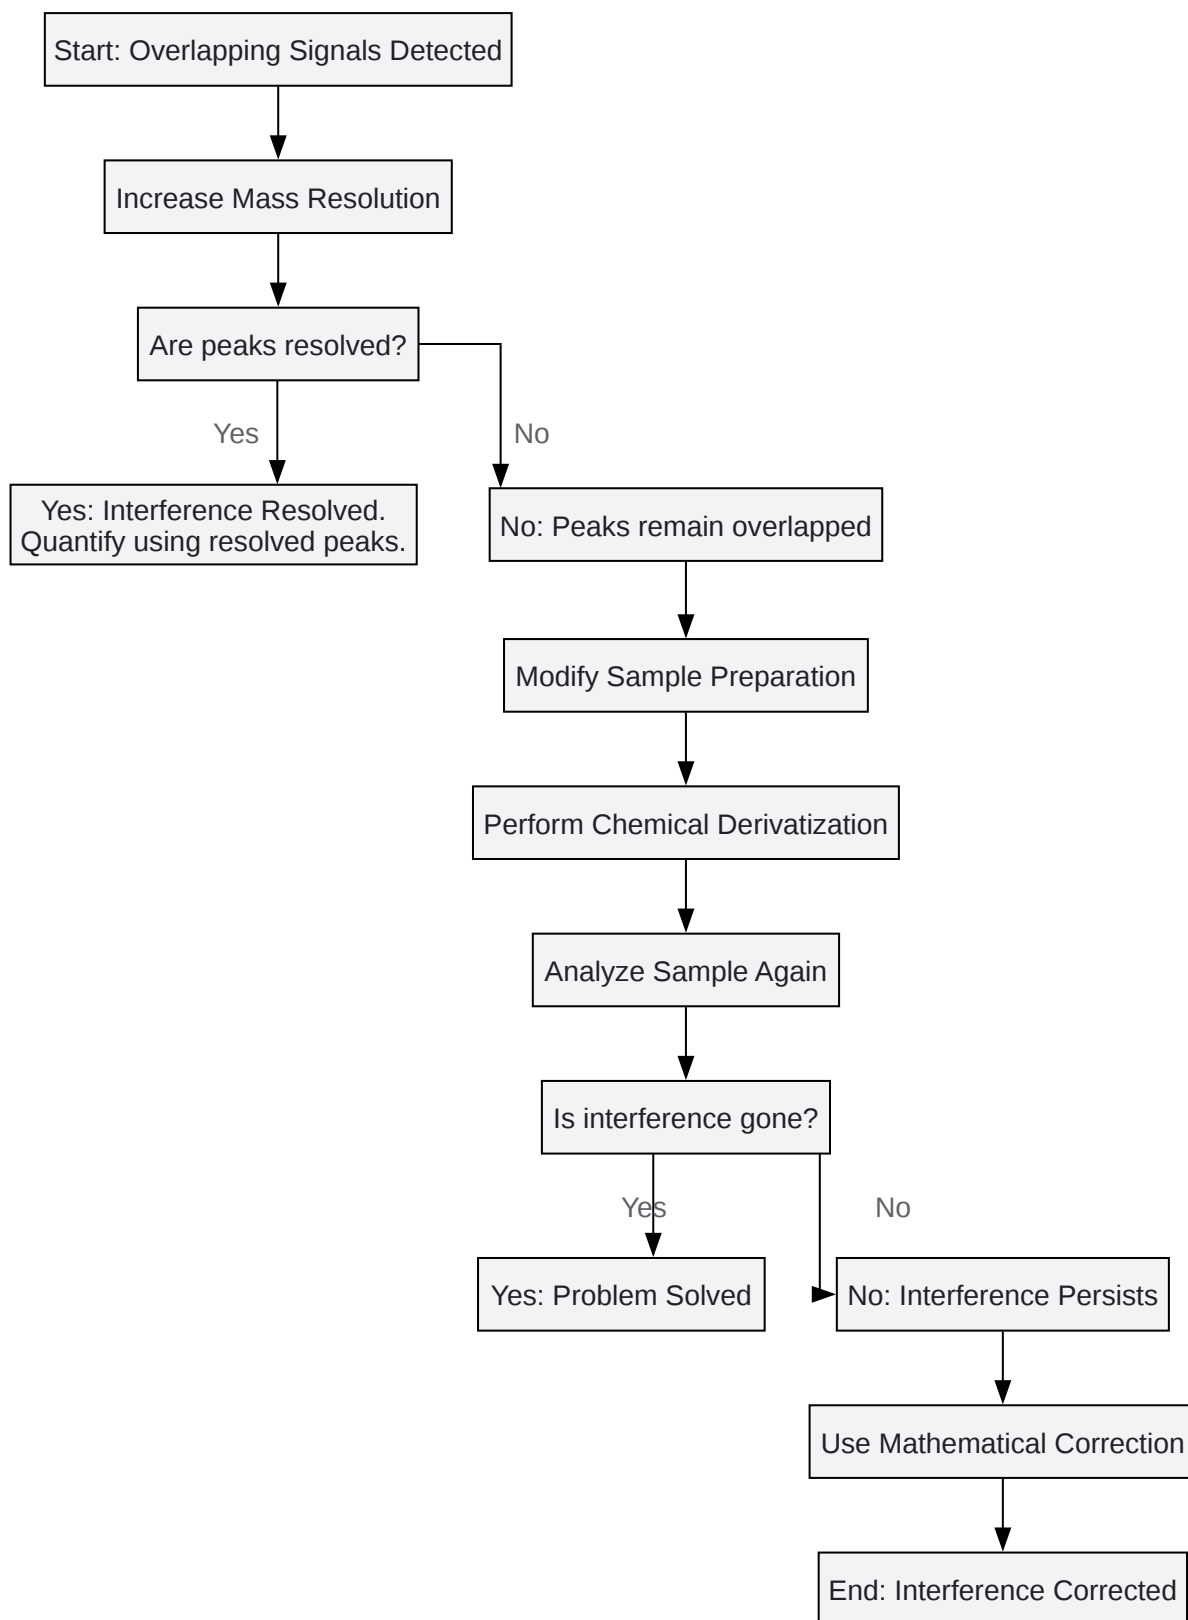 Start: Overlapping Signals Detected
Increase Mass Resolution
Are peaks resolved?
Yes
No
Yes: Interference Resolved.
Quantify using resolved peaks.
No: Peaks remain overlapped
Modify Sample Preparation
Perform Chemical Derivatization
Analyze Sample Again
Is interference gone?
Yes
No
Yes: Problem Solved
No: Interference Persists
Use Mathematical Correction
End: Interference Corrected